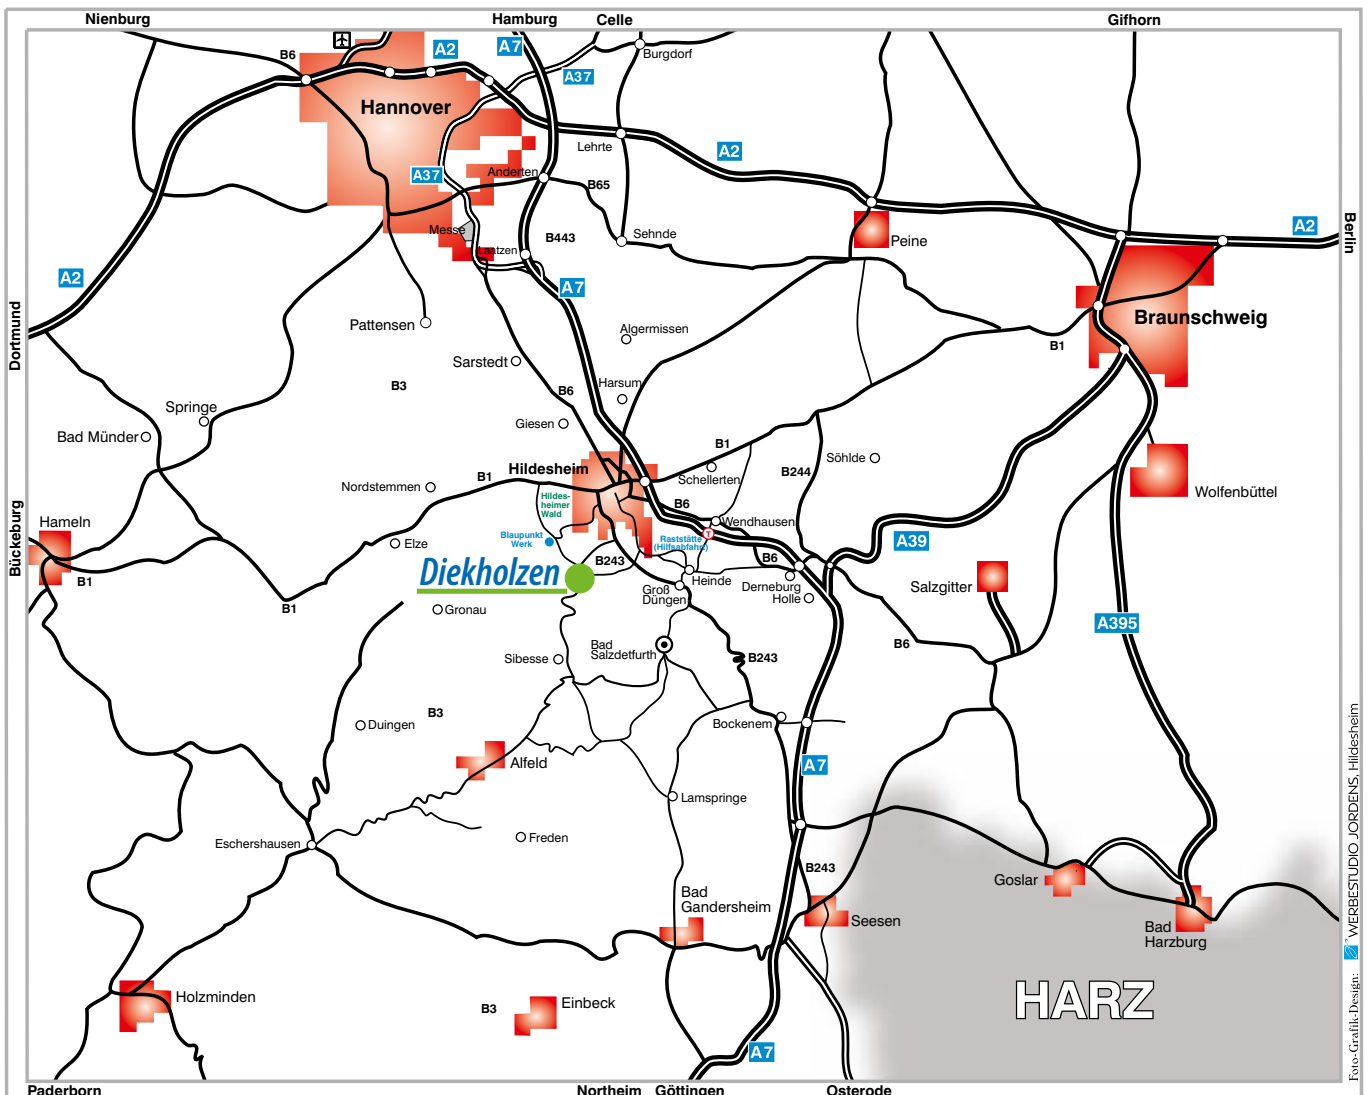 Nienburg
Hamburg
Celle
Gifhorn
B6
A2
A7
A37
Burgdorf
Hannover
Lehrte
A2
A37
Anderten
B65
Messe
Laatzen
B443
Sehnde
Peine
A2
Berlin
A2
A7
Dortmund
Pattensen
Algermissen
Braunschweig
B1
Sarstedt
B3
B6
Harsum
Springe
Giesen
Bad Münder
B1
Hildesheim
B1
Schellerten
B244
Söhlde
Nordstemmen
Hildes-
heimer
Wald
B6
Wolfenbüttel
Bückeburg
Hameln
Wendhausen
Blaupunkt
Werk
T
Raststätte
(Hilfsabfahrt)
A39
Elze
B243
B6
Diekholzen
Heinde
Derneburg
Holle
Salzgitter
B1
B1
Groß
Düngen
Gronau
A395
Bad
Salzdetfurth
B6
Sibesse
B243
B3
Duingen
Bockenem
Alfeld
A7
Lamspringe
Freden
Eschershausen
B243
Goslar
Bad
Gandersheim
Seesen
Bad
Harzburg
Holzminden
B3
Einbeck
HARZ
A7
Foto-Grafik-Design:
WERBESTUDIO JORDENS, Hildesheim
Paderborn
Northeim
Göttingen
Osterode